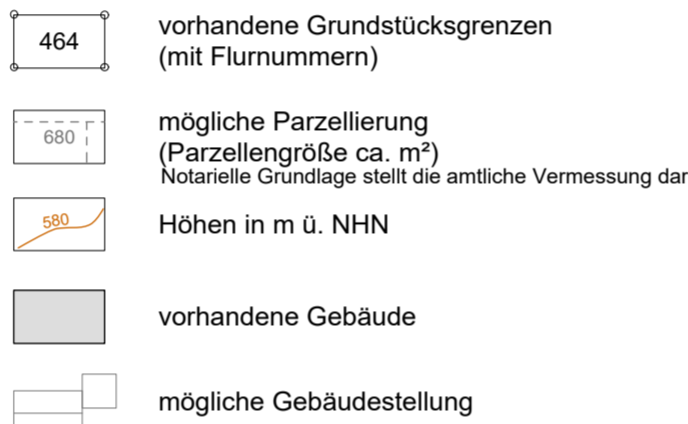 464
vorhandene Grundstücksgrenzen
(mit Flurnummern)
680
mögliche Parzellierung
(Parzellengröße ca. m²)
Notarielle Grundlage stellt die amtliche Vermessung dar
580
Höhen in m ü. NHN
vorhandene Gebäude
mögliche Gebäudestellung